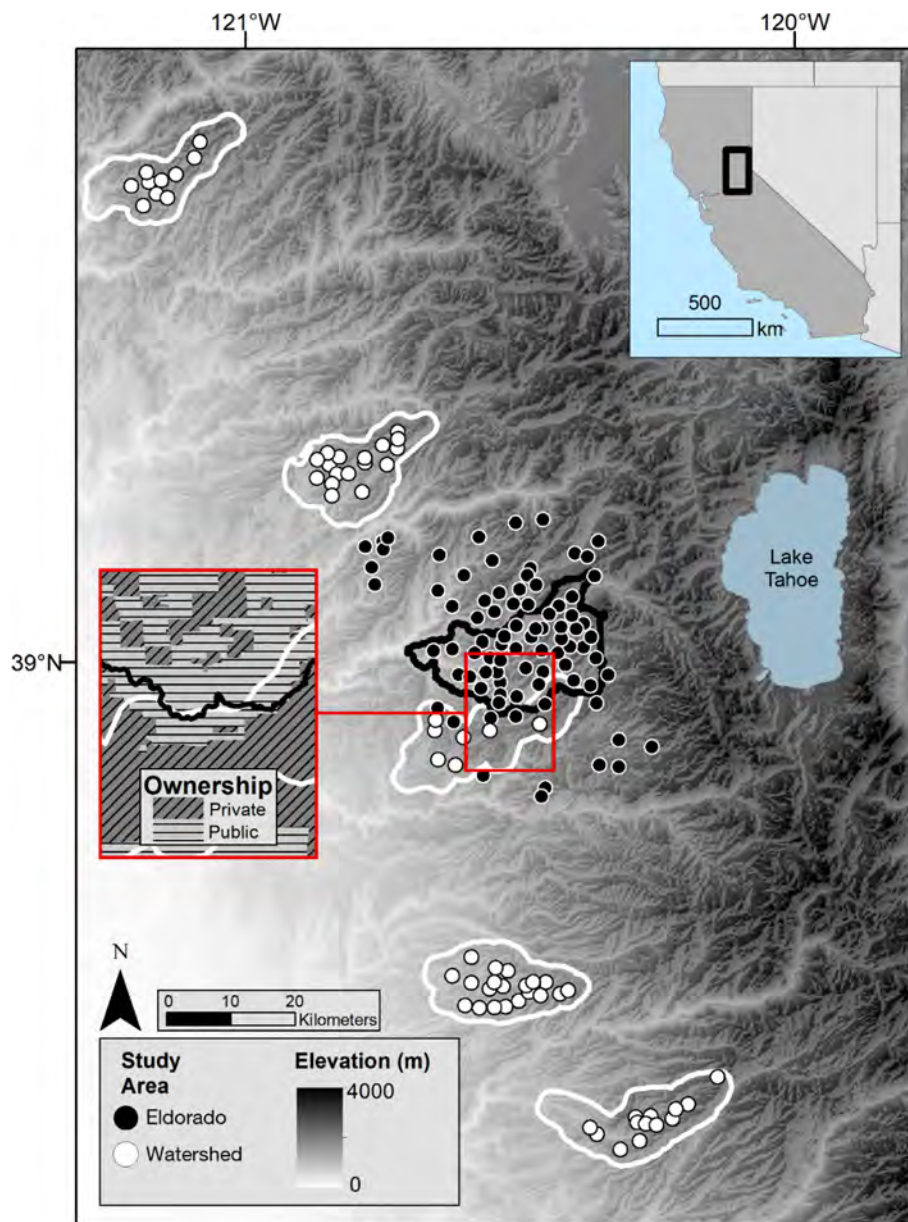 121°W
120°W
500
km
Lake
Tahoe
39°N
Ownership
Private
Public
N
0 10 20
Kilometers
Study
Area
Eldorado
Watershed
Elevation (m)
4000
0